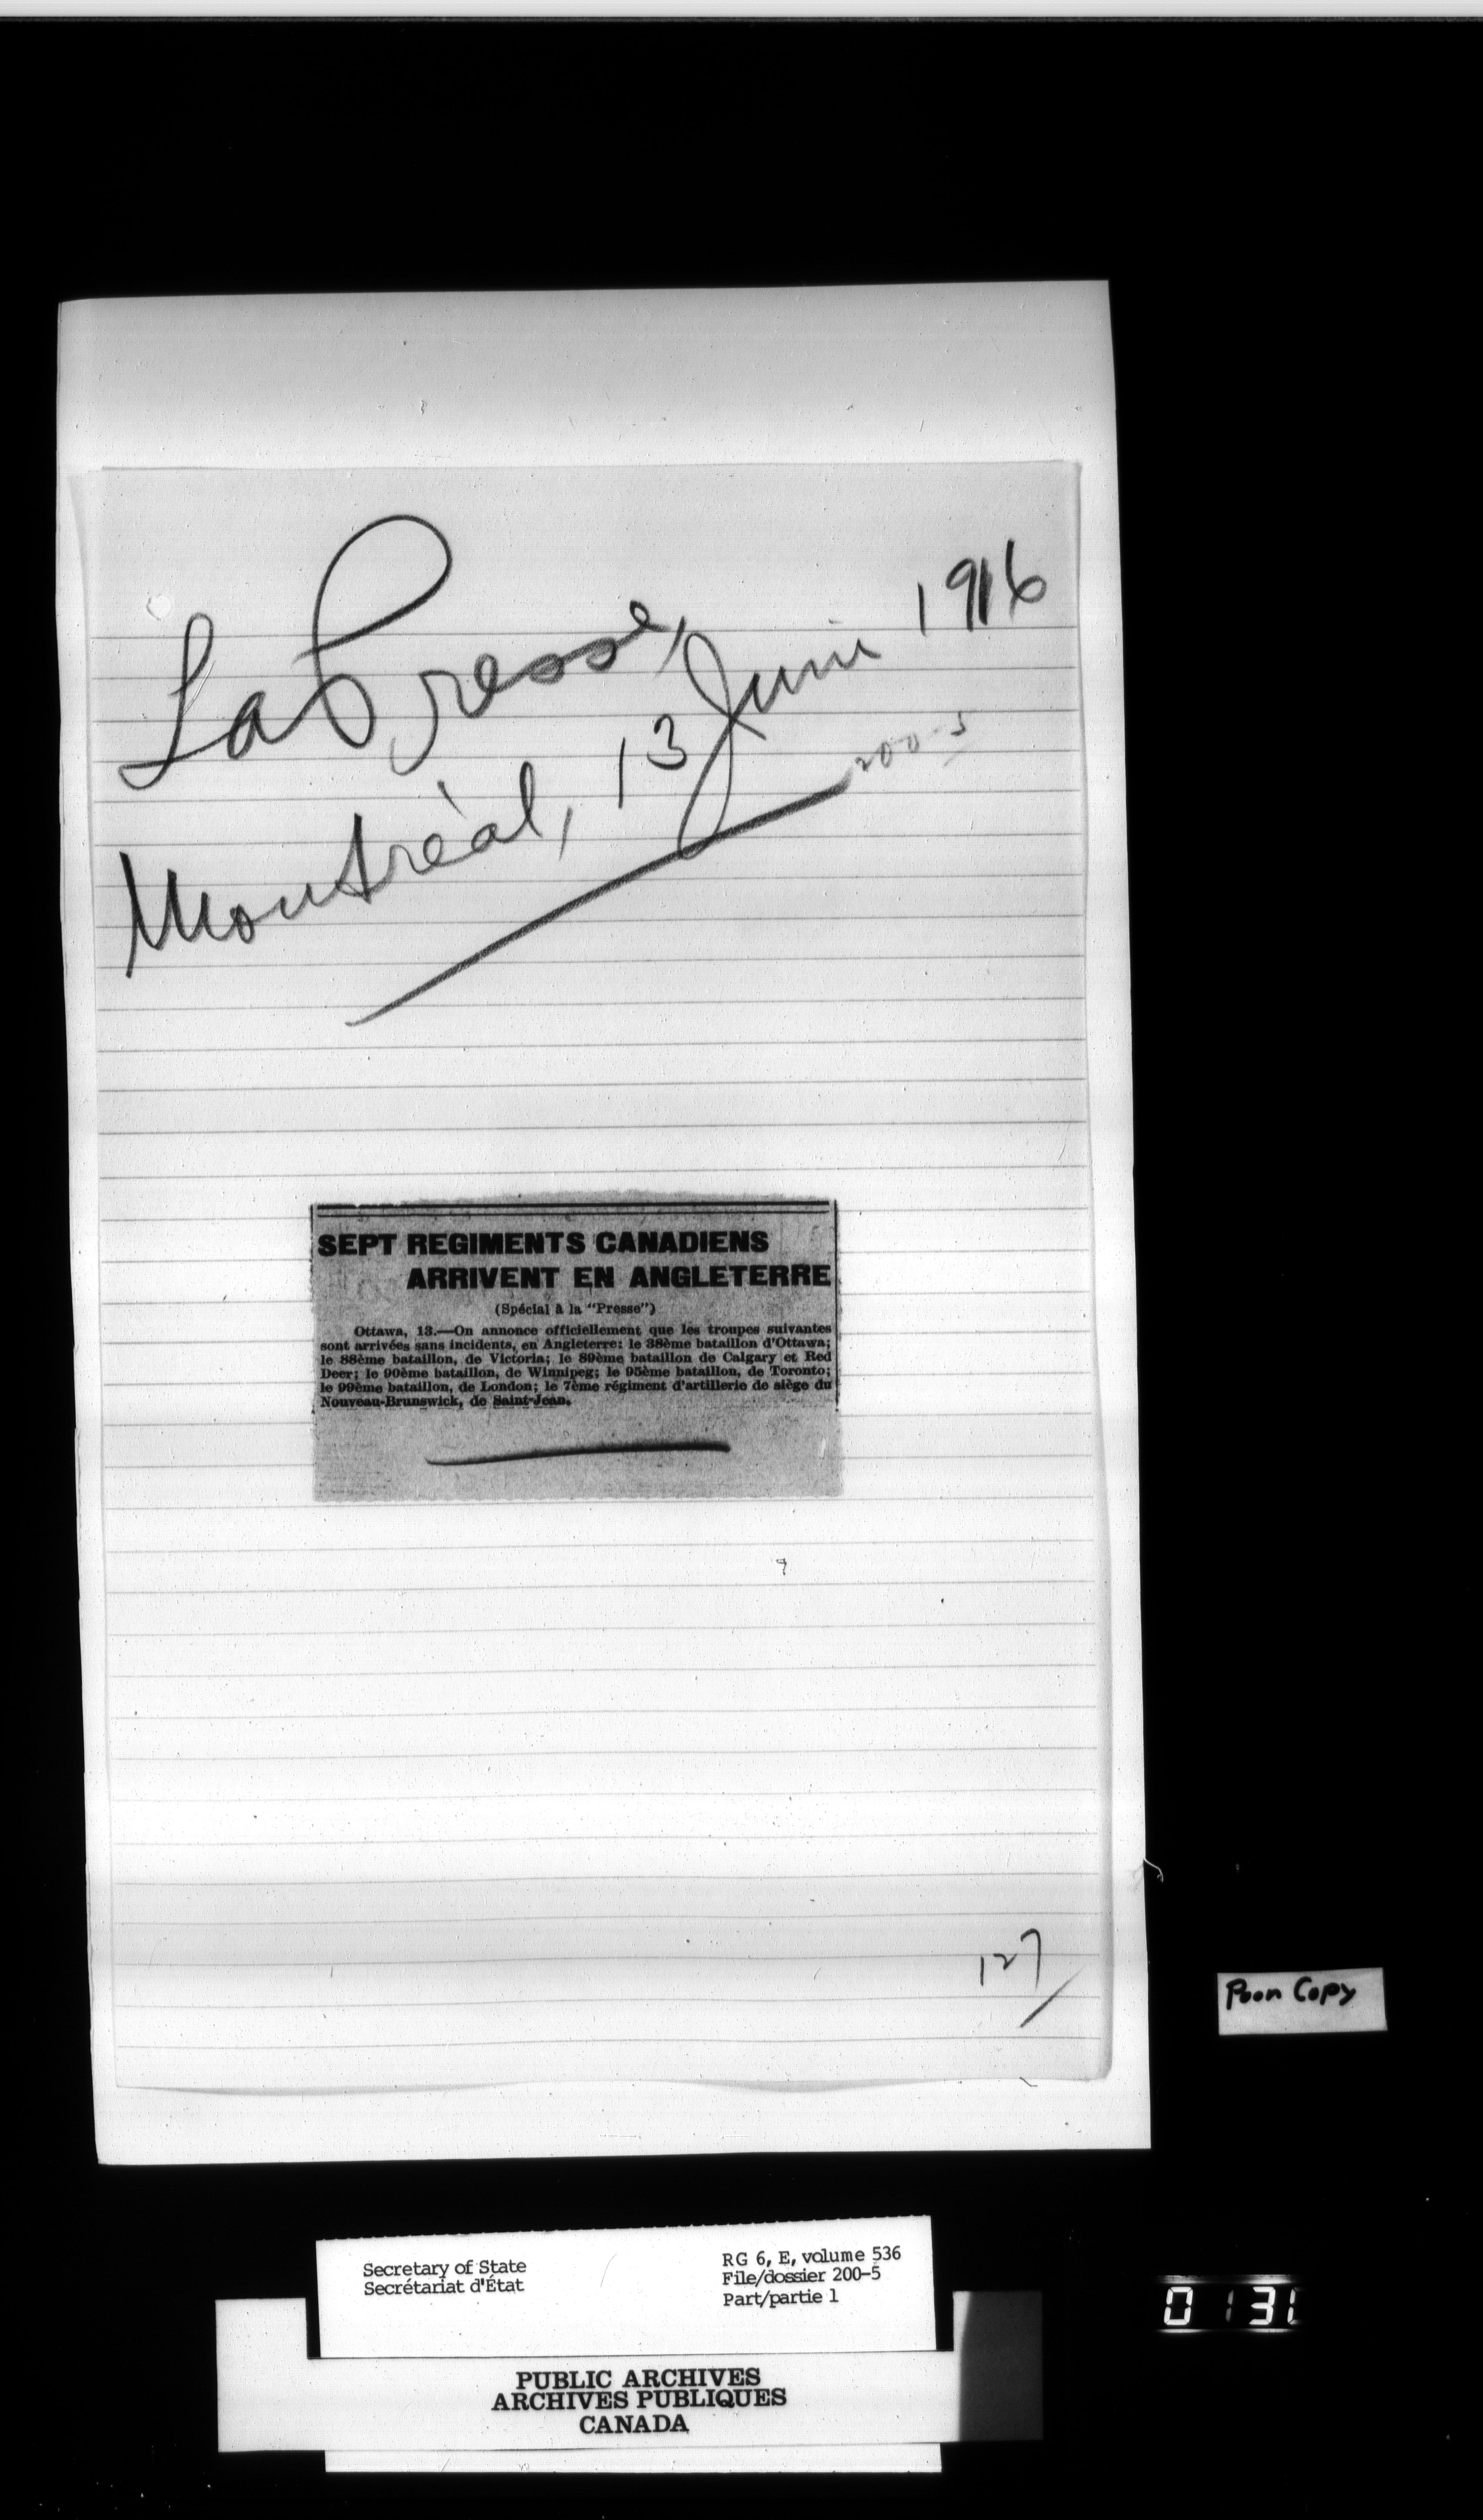 La Presse,
Montréal, 13 Juin 1916
200-5
SEPT REGIMENTS CANADIENS
ARRIVENT EN ANGLETERRE
(Spécial à la "Presse")
Ottawa, 13.—On annonce officiellement que les troupes suivantes
sont arrivées sans incidents, en Angleterre: le 38ème bataillon d'Ottawa;
le 88ème bataillon, de Victoria; le 89ème bataillon de Calgary et Red
Deer; le 90ème bataillon, de Winnipeg; le 95ème bataillon, de Toronto;
le 99ème bataillon, de London; le 7ème régiment d'artillerie de siège du
Nouveau-Brunswick, de Saint-Jean.
127
Poor Copy
Secretary of State
Secrétariat d'État
RG 6, E, volume 536
File/dossier 200-5
Part/partie 1
0131
PUBLIC ARCHIVES
ARCHIVES PUBLIQUES
CANADA